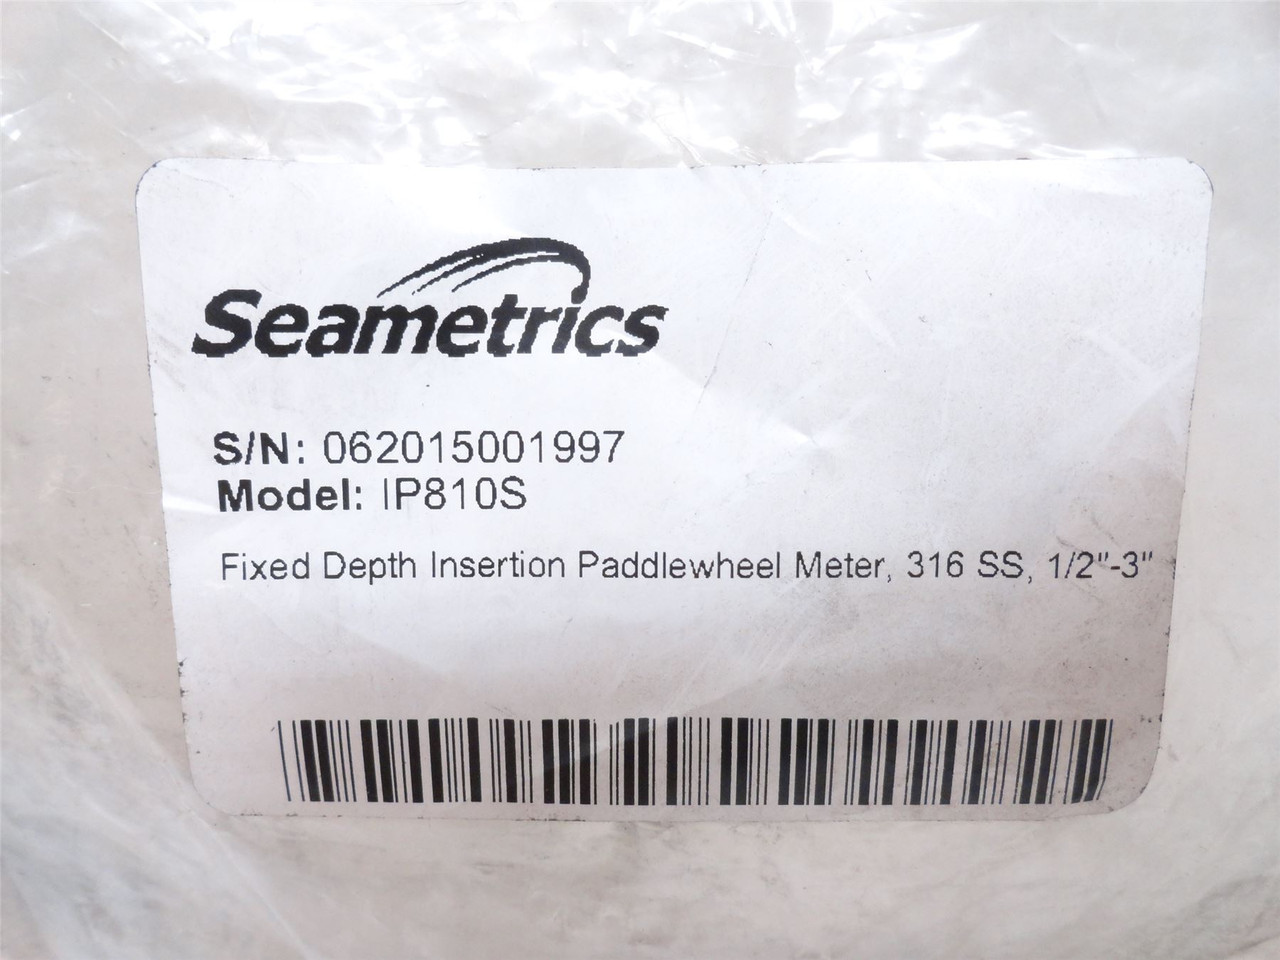 Seametrics
S/N: 062015001997
Model: IP810S
Fixed Depth Insertion Paddlewheel Meter, 316 SS, 1/2"-3"